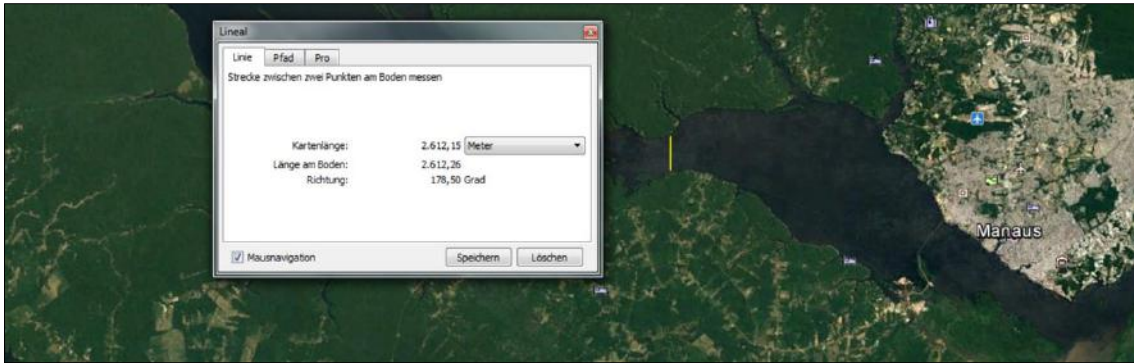 Lineal
Linie Pfad Pro
Strecke zwischen zwei Punkten am Boden messen
Kartenlänge: 2.612,15 Meter
Länge am Boden: 2.612,26
Richtung: 178,50 Grad
Mausnavigation Speichern Löschen
Manaus